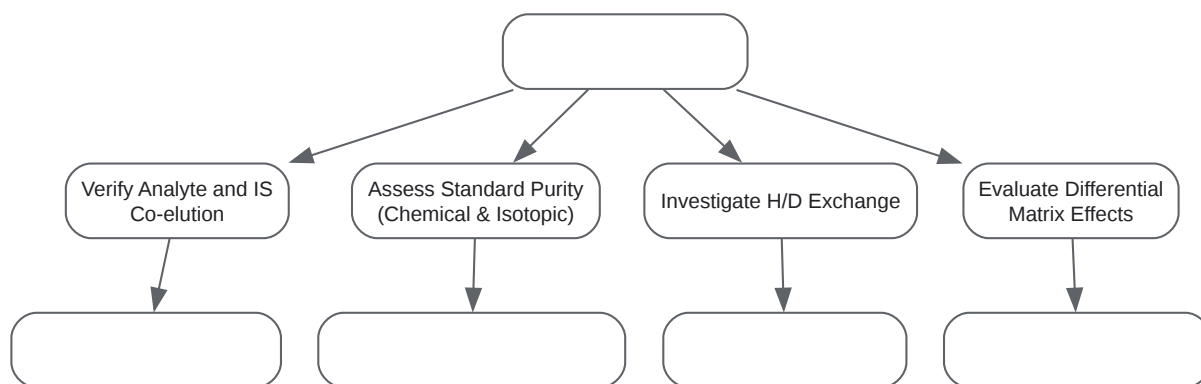 Verify Analyte and IS
Co-elution
Assess Standard Purity
(Chemical & Isotopic)
Investigate H/D Exchange
Evaluate Differential
Matrix Effects